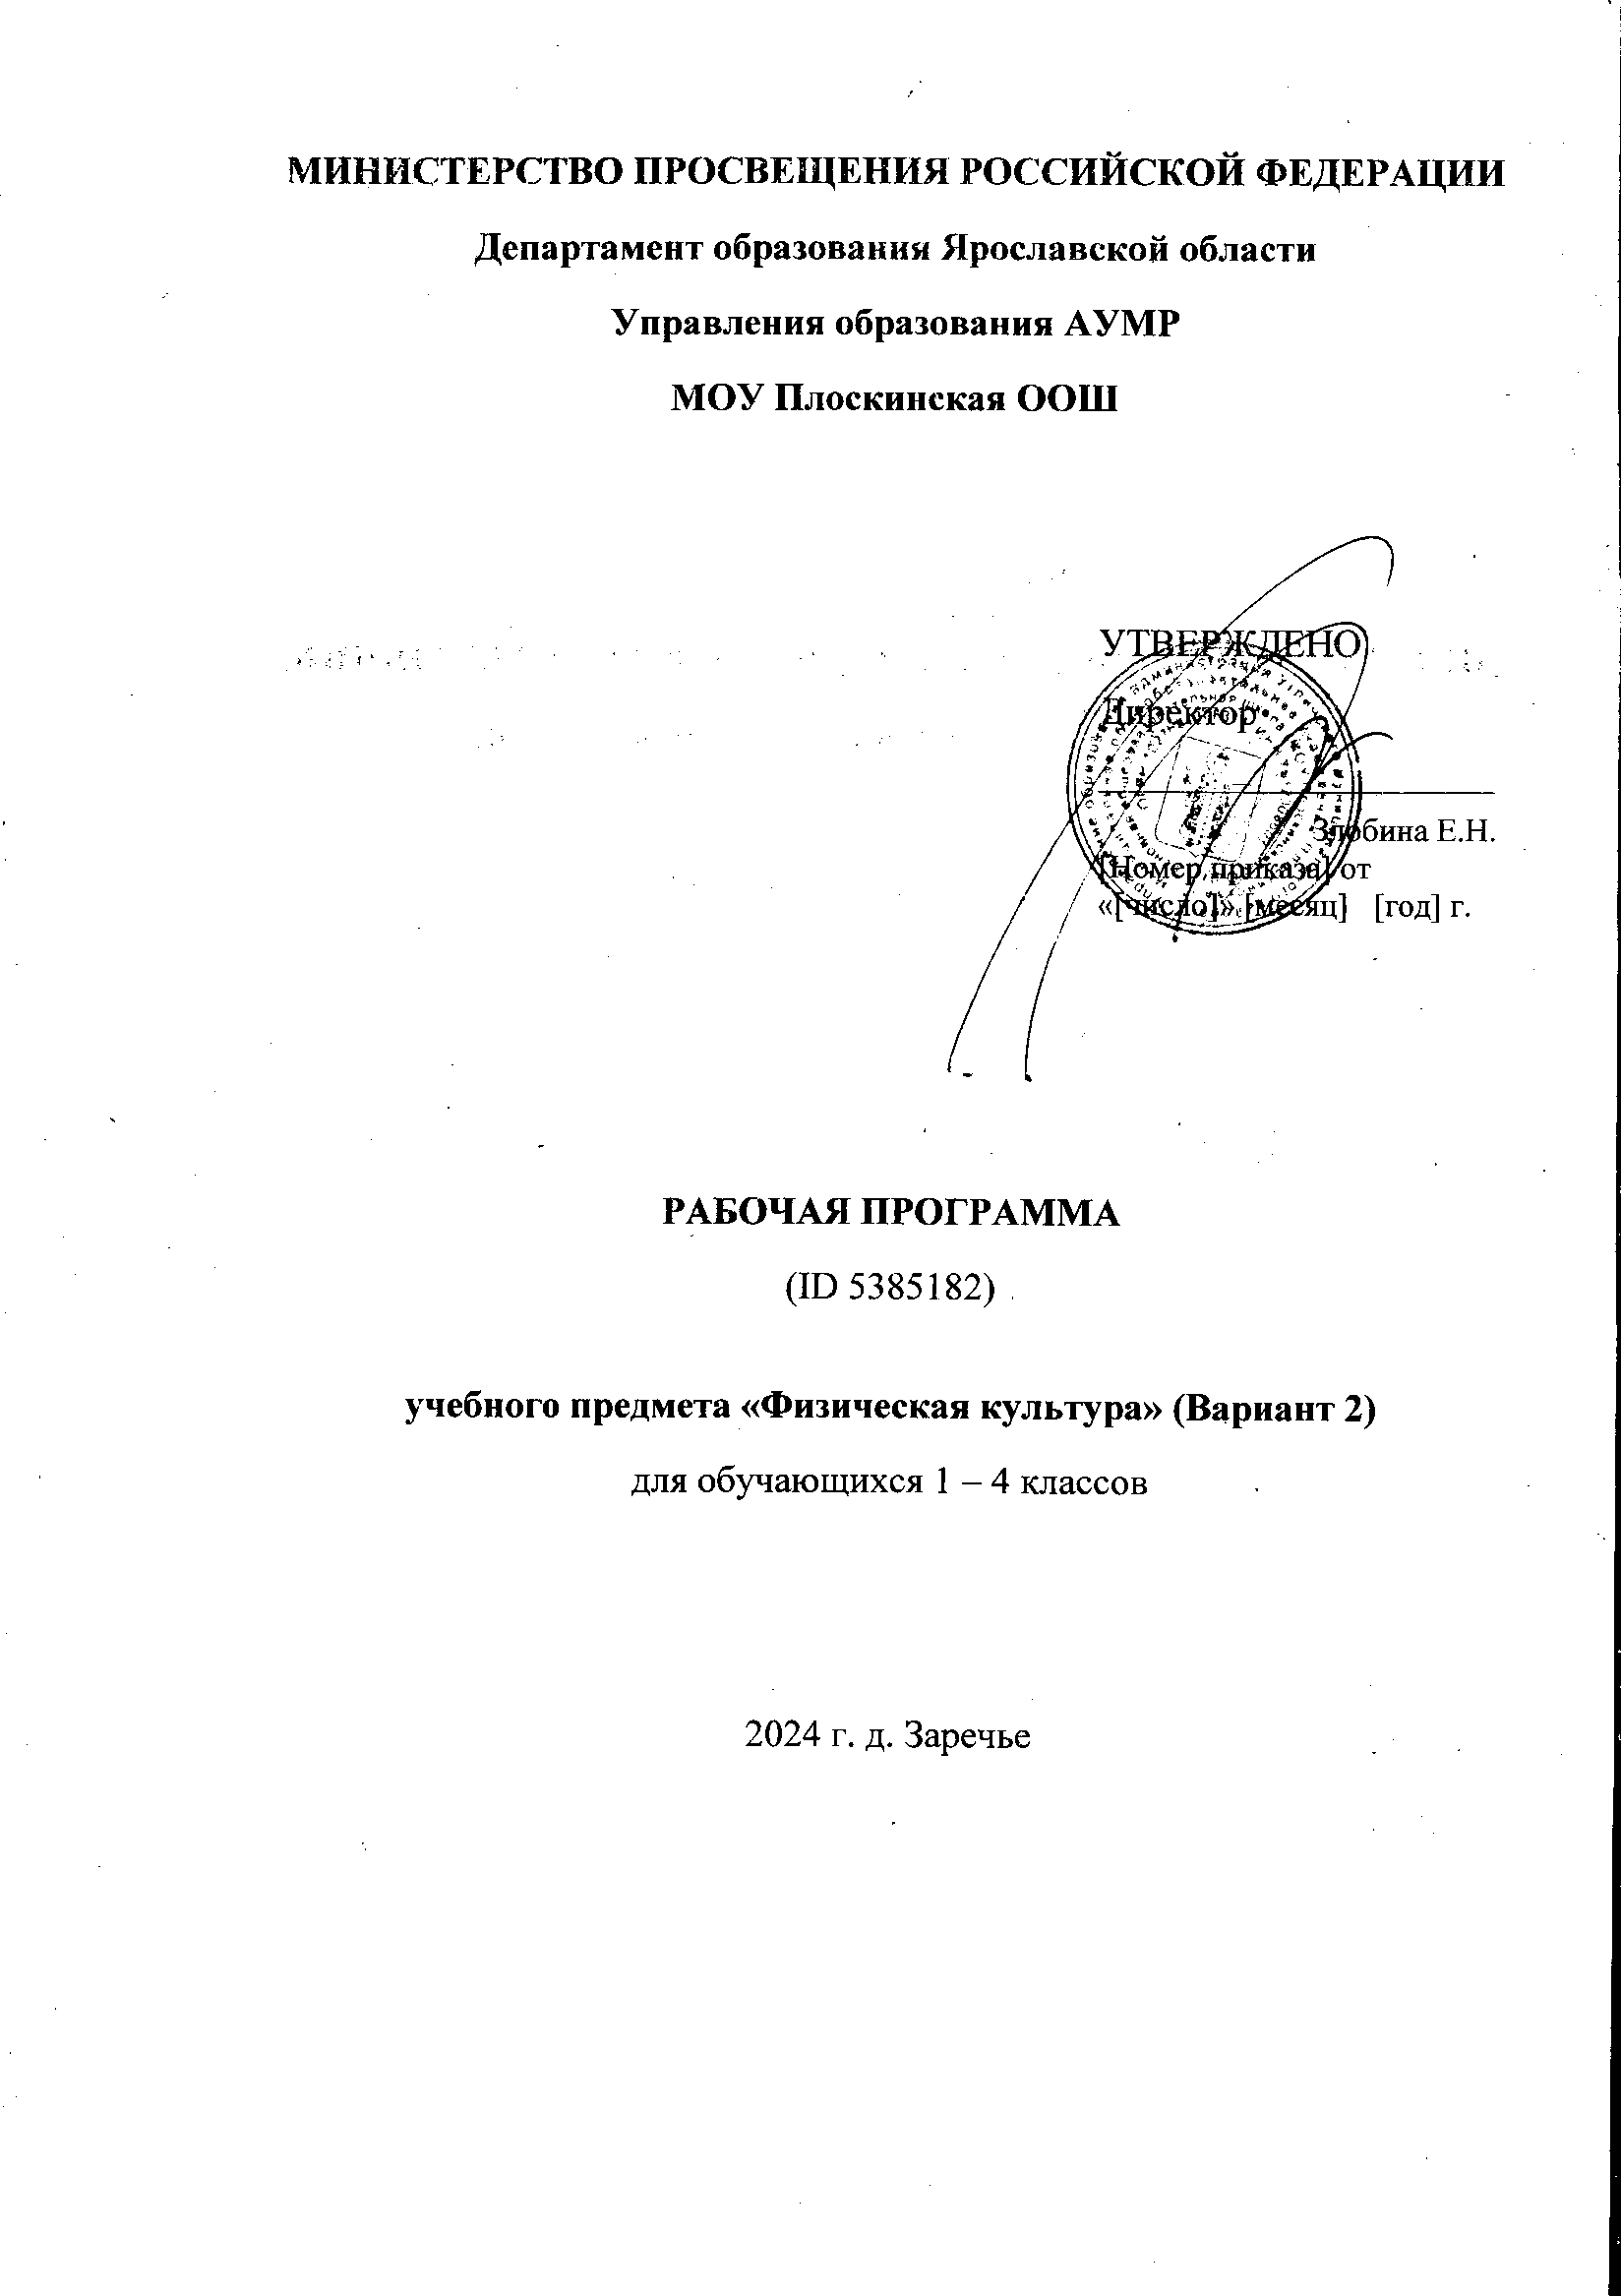 МИНИСТЕРСТВО ПРОСВЕЩЕНИЯ РОССИЙСКОЙ ФЕДЕРАЦИИ
Департамент образования Ярославской области
Управления образования АУМР
МОУ Плоскинская ООШ
УТВЕРЖДЕНО
Директор
Злобина Е.Н.
[Номер приказа] от
«[число]» [месяц] [год] г.
РАБОЧАЯ ПРОГРАММА
(ID 5385182)
учебного предмета «Физическая культура» (Вариант 2)
для обучающихся 1 – 4 классов
2024 г. д. Заречье